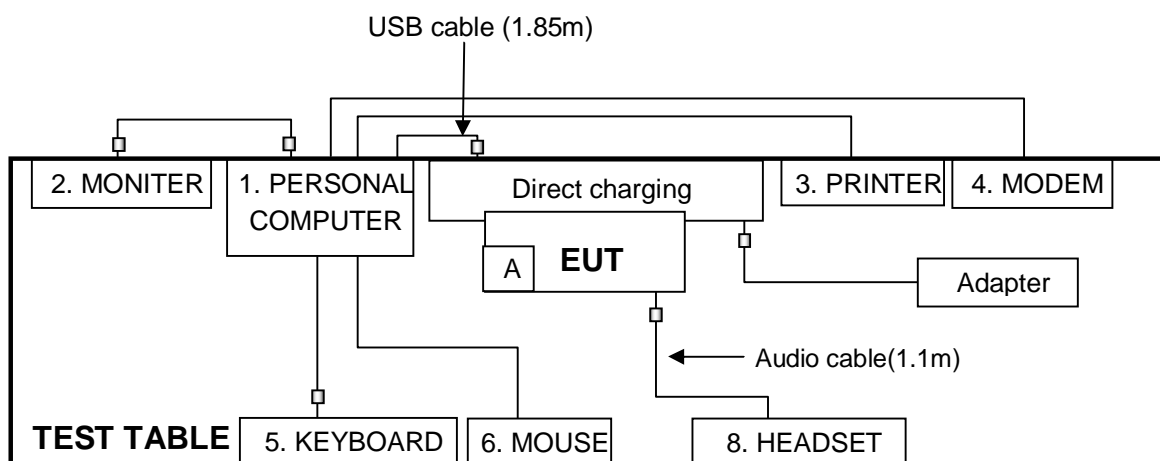 USB cable (1.85m)
2. MONITER
1. PERSONAL
COMPUTER
Direct charging
3. PRINTER
4. MODEM
A
EUT
Adapter
Audio cable(1.1m)
TEST TABLE
5. KEYBOARD
6. MOUSE
8. HEADSET